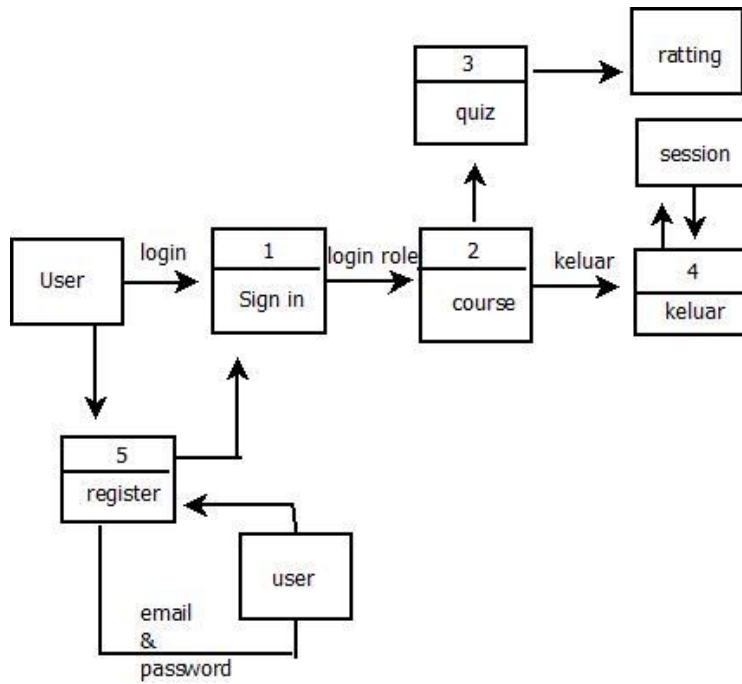 3
quiz
ratting
session
User
login
1
Sign in
login role
2
course
keluar
4
keluar
5
register
user
email
&
password